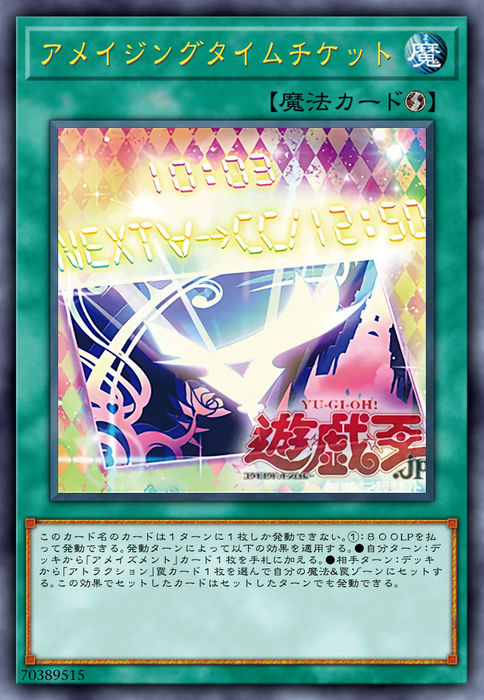 アメイジングタイムチケット
魔
【魔法カード】
10:03
NEXT∀→CC/12:50
YU-GI-OH!
遊戯王
.JP
このカード名のカードは1ターンに1枚しか発動できない。①:800LPを払
って発動できる。発動ターンによって以下の効果を適用する。●自分ターン:デ
ッキから「アメイズメント」カード1枚を手札に加える。●相手ターン:デッキ
から「アトラクション」罠カード1枚を選んで自分の魔法&罠ゾーンにセットす
る。この効果でセットしたカードはセットしたターンでも発動できる。
70389515